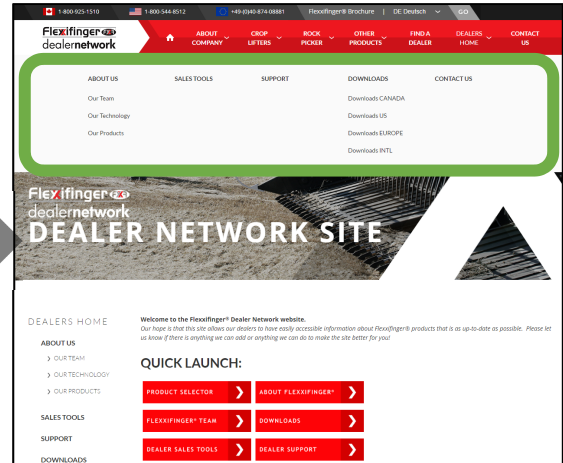 1-800-925-1510 1-800-544-8512 +49-(0)40-874-08881 Flexxifinger® Brochure | DE Deutsch GO
Flexxifinger
dealernetwork
ABOUT COMPANY CROP LIFTERS ROCK PICKER OTHER PRODUCTS FIND A DEALER DEALERS HOME CONTACT US
ABOUT US SALES TOOLS SUPPORT DOWNLOADS CONTACT US
Our Team Downloads CANADA
Our Technology Downloads US
Our Products Downloads EUROPE
Downloads INTL
Flexxifinger
dealernetwork
DEALER NETWORK SITE
DEALERS HOME
ABOUT US
OUR TEAM
OUR TECHNOLOGY
OUR PRODUCTS
SALES TOOLS
SUPPORT
DOWNLOADS
Welcome to the Flexxifinger® Dealer Network website.
Our hope is that this site allows our dealers to have easily accessible information about Flexxifinger® products that is as up-to-date as possible. Please let
us know if there is anything we can add or anything we can do to make the site better for you!
QUICK LAUNCH:
PRODUCT SELECTOR ABOUT FLEXXIFINGER®
FLEXXIFINGER® TEAM DOWNLOADS
DEALER SALES TOOLS DEALER SUPPORT